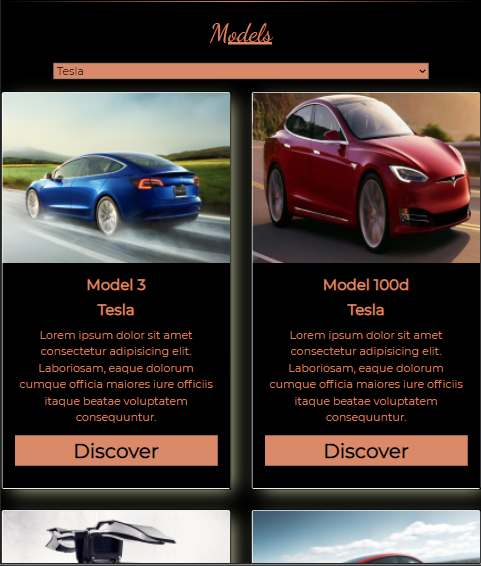 Models
Tesla
Model 3
Tesla
Lorem ipsum dolor sit amet
consectetur adipisicing elit.
Laboriosam, eaque dolorum
cumque officia maiores iure officiis
itaque beatae voluptatem
consequuntur.
Discover
Model 100d
Tesla
Lorem ipsum dolor sit amet
consectetur adipisicing elit.
Laboriosam, eaque dolorum
cumque officia maiores iure officiis
itaque beatae voluptatem
consequuntur.
Discover